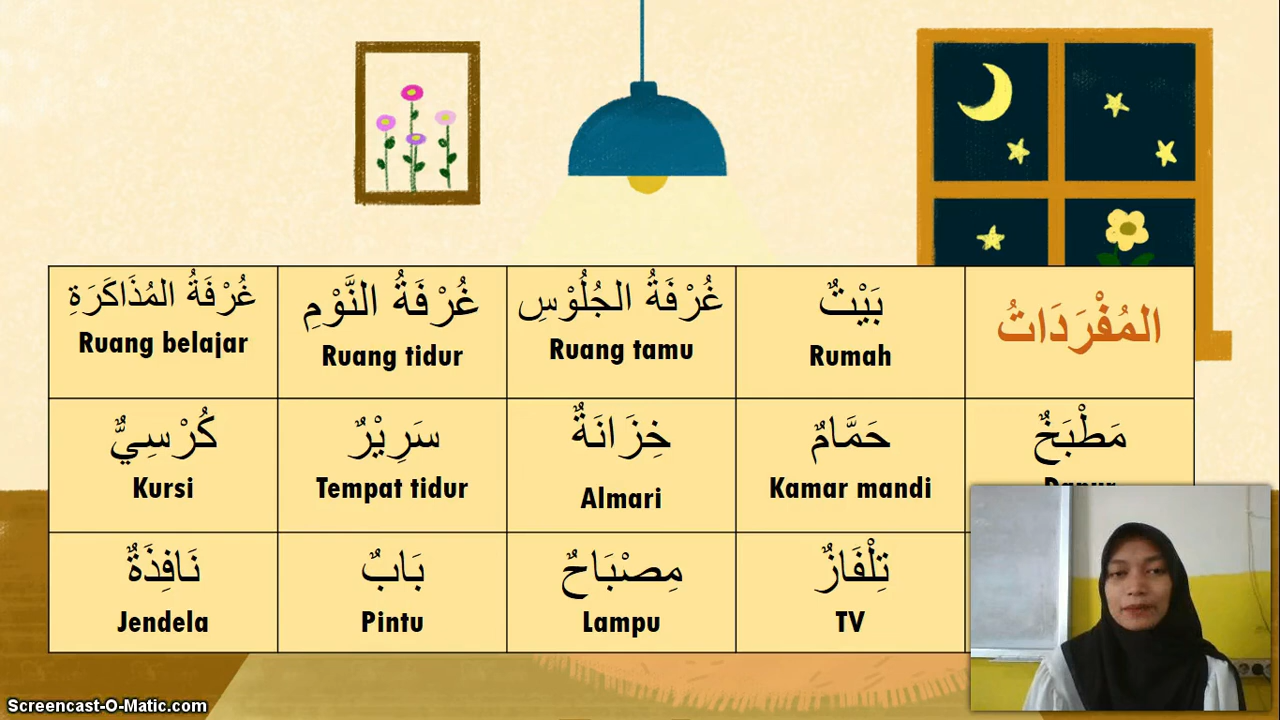 المُفْرَدَاتُ
بَيْتٌ
Rumah
غُرْفَةُ الجُلُوْسِ
Ruang tamu
غُرْفَةُ النَّوْمِ
Ruang tidur
غُرْفَةُ المُذَاكَرَةِ
Ruang belajar
مَطْبَخٌ
حَمَّامٌ
Kamar mandi
خِزَانَةٌ
Almari
سَرِيْرٌ
Tempat tidur
كُرْسِيٌّ
Kursi
تِلْفَازٌ
TV
مِصْبَاحٌ
Lampu
بَابٌ
Pintu
نَافِذَةٌ
Jendela
Screencast-O-Matic.com